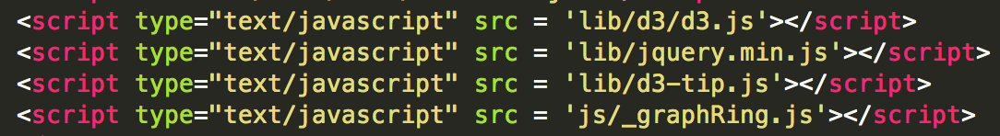 <script type="text/javascript" src = 'lib/d3/d3.js'></script>
<script type="text/javascript" src = 'lib/jquery.min.js'></script>
<script type="text/javascript" src = 'lib/d3-tip.js'></script>
<script type="text/javascript" src = 'js/_graphRing.js'></script>